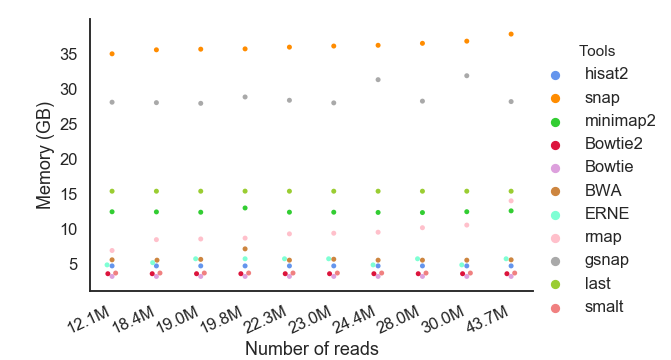 35
30
25
20
15
10
5
Memory (GB)
12.1M
18.4M
19.0M
19.8M
22.3M
23.0M
24.4M
28.0M
30.0M
43.7M
Number of reads
Tools
hisat2
snap
minimap2
Bowtie2
Bowtie
BWA
ERNE
rmap
gsnap
last
smalt